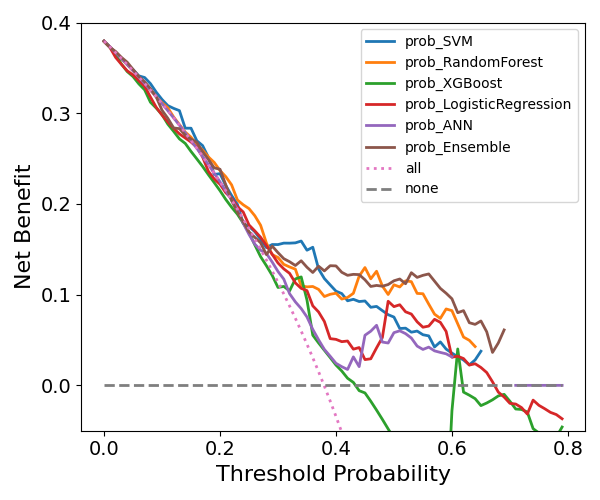 0.4
0.3
0.2
0.1
0.0
Net Benefit
prob_SVM
prob_RandomForest
prob_XGBoost
prob_LogisticRegression
prob_ANN
prob_Ensemble
all
none
0.0 0.2 0.4 0.6 0.8
Threshold Probability